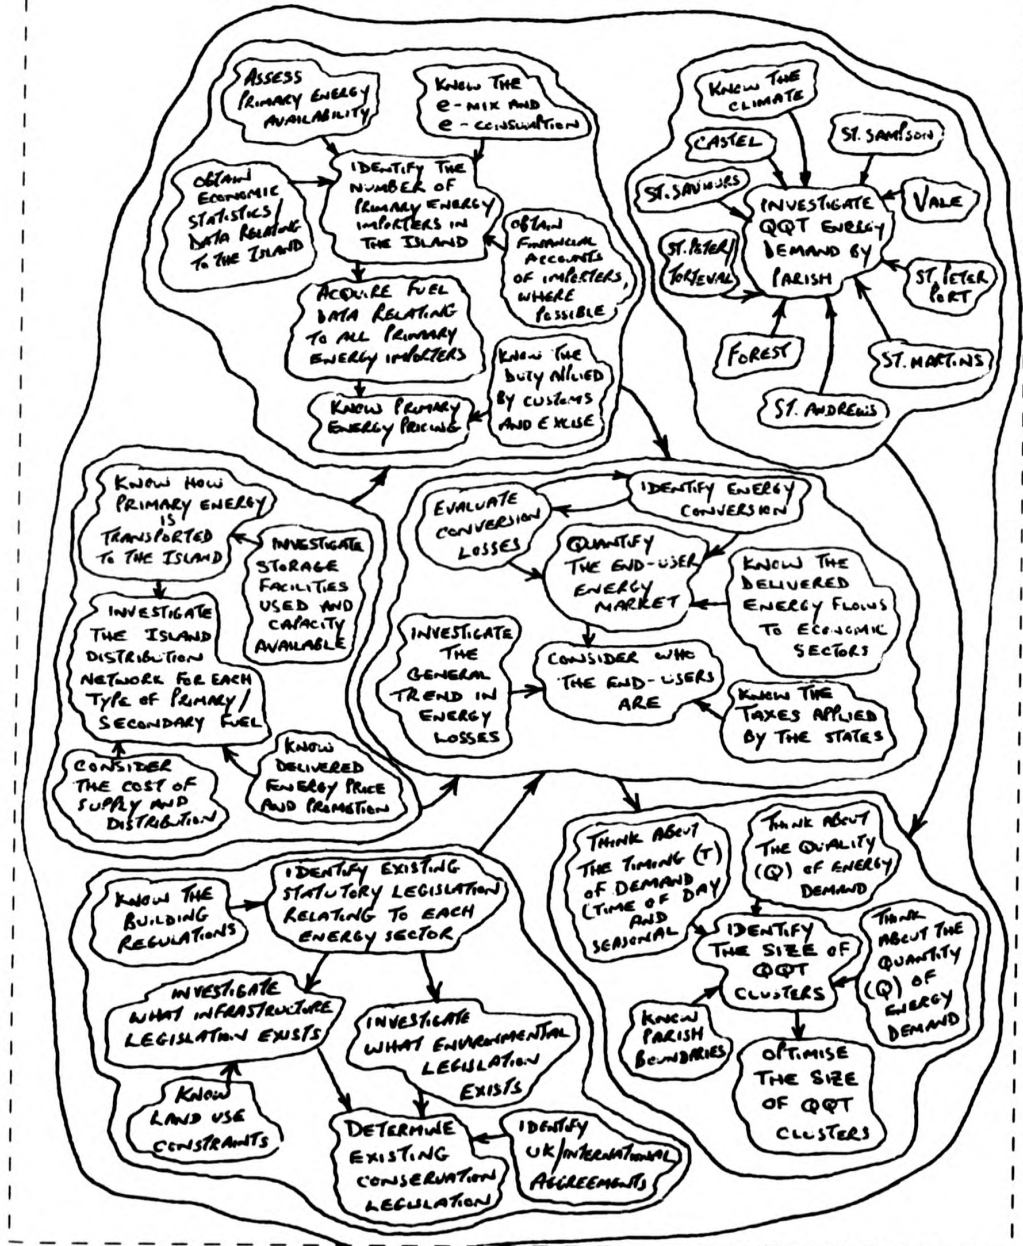 ASSESS
PRIMARY ENERGY
AVAILABILITY
KNOW THE
e-MIX AND
e-CONSUMPTION
OBTAIN
ECONOMIC
STATISTICS/
DATA RELATING
TO THE ISLAND
IDENTIFY THE
NUMBER OF
PRIMARY ENERGY
IMPORTERS IN
THE ISLAND
OBTAIN
FINANCIAL
ACCOUNTS
OF IMPORTERS,
WHERE
POSSIBLE
ACQUIRE FUEL
DATA RELATING
TO ALL PRIMARY
ENERGY IMPORTERS
KNOW PRIMARY
ENERGY PRICING
KNOW THE
DUTY APPLIED
BY CUSTOMS
AND EXCISE
KNOW THE
CLIMATE
CASTEL
ST. SAMPSON
ST. SAVIOURS
VALE
INVESTIGATE
QQT ENERGY
DEMAND BY
PARISH
ST. PETER/
TORTEVAL
ST. PETER
PORT
FOREST
ST. MARTINS
ST. ANDREWS
KNOW HOW
PRIMARY ENERGY
IS
TRANSPORTED
TO THE ISLAND
INVESTIGATE
STORAGE
FACILITIES
USED AND
CAPACITY
AVAILABLE
INVESTIGATE
THE ISLAND
DISTRIBUTION
NETWORK FOR EACH
TYPE OF PRIMARY/
SECONDARY FUEL
CONSIDER
THE COST OF
SUPPLY AND
DISTRIBUTION
KNOW
DELIVERED
ENERGY PRICE
AND PROMOTION
EVALUATE
CONVERSION
LOSSES
IDENTIFY ENERGY
CONVERSION
QUANTIFY
THE END-USER
ENERGY
MARKET
KNOW THE
DELIVERED
ENERGY FLOWS
TO ECONOMIC
SECTORS
INVESTIGATE
THE
GENERAL
TREND IN
ENERGY
LOSSES
CONSIDER WHO
THE END-USERS
ARE
KNOW THE
TAXES APPLIED
BY THE STATES
KNOW THE
BUILDING
REGULATIONS
IDENTIFY EXISTING
STATUTORY LEGISLATION
RELATING TO EACH
ENERGY SECTOR
INVESTIGATE
WHAT INFRASTRUCTURE
LEGISLATION EXISTS
INVESTIGATE
WHAT ENVIRONMENTAL
LEGISLATION
EXISTS
KNOW
LAND USE
CONSTRAINTS
DETERMINE
EXISTING
CONSERVATION
LEGISLATION
IDENTIFY
UK/INTERNATIONAL
AGGREEMENTS
THINK ABOUT
THE TIMING (T)
OF DEMAND
(TIME OF DAY
AND
SEASONAL
THINK ABOUT
THE QUALITY
(Q) OF ENERGY
DEMAND
IDENTIFY
THE SIZE OF
QQT
CLUSTERS
THINK
ABOUT THE
QUANTITY
(Q) OF
ENERGY
DEMAND
KNOW
PARISH
BOUNDARIES
OPTIMISE
THE SIZE
OF QQT
CLUSTERS